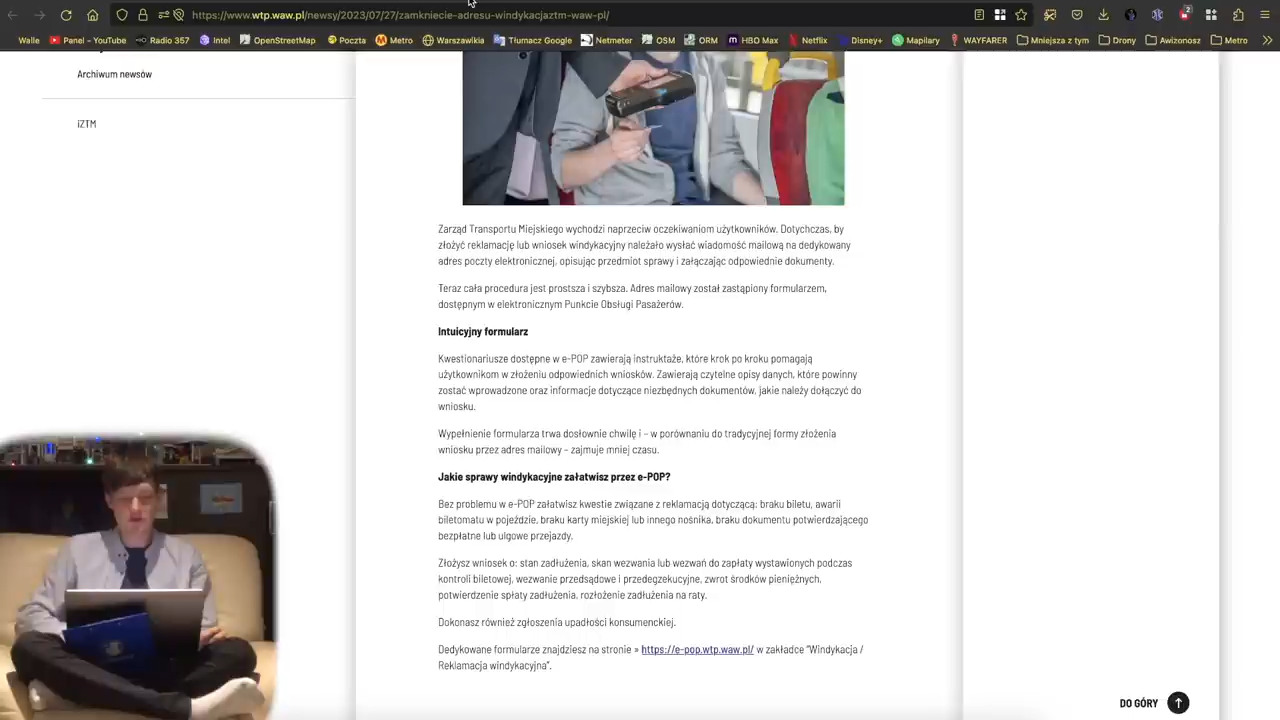 https://www.wtp.waw.pl/newsy/2023/07/27/zamkniecie-adresu-windykacjaztm-waw-pl/
2
Walle Panel – YouTube Radio 357 Intel OpenStreetMap Poczta Metro Warszawikia Tłumacz Google Netmeter OSM ORM HBO Max Netflix Disney+ Mapilary WAYFARER Mniejsza z tym Drony Awizonosz Metro
Archiwum newsów
iZTM
Zarząd Transportu Miejskiego wychodzi naprzeciw oczekiwaniom użytkowników. Dotychczas, by
złożyć reklamację lub wniosek windykacyjny należało wysłać wiadomość mailową na dedykowany
adres poczty elektronicznej, opisując przedmiot sprawy i załączając odpowiednie dokumenty.
Teraz cała procedura jest prostsza i szybsza. Adres mailowy został zastąpiony formularzem,
dostępnym w elektronicznym Punkcie Obsługi Pasażerów.
Intuicyjny formularz
Kwestionariusze dostępne w e-POP zawierają instruktaże, które krok po kroku pomagają
użytkownikom w złożeniu odpowiednich wniosków. Zawierają czytelne opisy danych, które powinny
zostać wprowadzone oraz informacje dotyczące niezbędnych dokumentów, jakie należy dołączyć do
wniosku.
Wypełnienie formularza trwa dosłownie chwilę i – w porównaniu do tradycyjnej formy złożenia
wniosku przez adres mailowy – zajmuje mniej czasu.
Jakie sprawy windykacyjne załatwisz przez e-POP?
Bez problemu w e-POP załatwisz kwestie związane z reklamacją dotyczącą: braku biletu, awarii
biletomatu w pojeździe, braku karty miejskiej lub innego nośnika, braku dokumentu potwierdzającego
bezpłatne lub ulgowe przejazdy.
Złożysz wniosek o: stan zadłużenia, skan wezwania lub wezwań do zapłaty wystawionych podczas
kontroli biletowej, wezwanie przedsądowe i przedegzekucyjne, zwrot środków pieniężnych,
potwierdzenie spłaty zadłużenia, rozłożenie zadłużenia na raty.
Dokonasz również zgłoszenia upadłości konsumenckiej.
Dedykowane formularze znajdziesz na stronie » https://e-pop.wtp.waw.pl/ w zakładce "Windykacja /
Reklamacja windykacyjna".
DO GÓRY